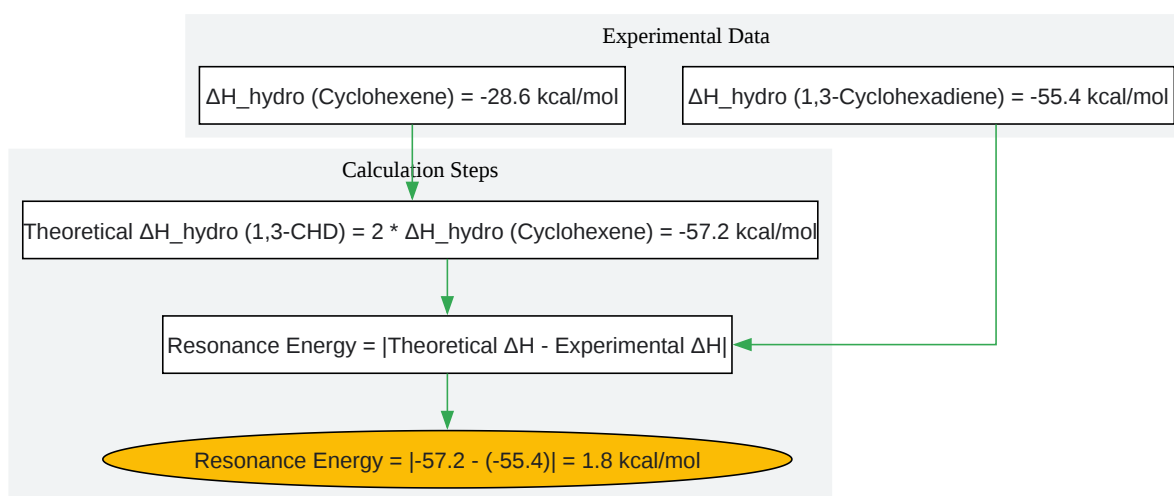 Experimental Data
ΔH_hydro (Cyclohexene) = -28.6 kcal/mol
ΔH_hydro (1,3-Cyclohexadiene) = -55.4 kcal/mol
Calculation Steps
Theoretical ΔH_hydro (1,3-CHD) = 2 * ΔH_hydro (Cyclohexene) = -57.2 kcal/mol
Resonance Energy = |Theoretical ΔH - Experimental ΔH|
Resonance Energy = |-57.2 - (-55.4)| = 1.8 kcal/mol